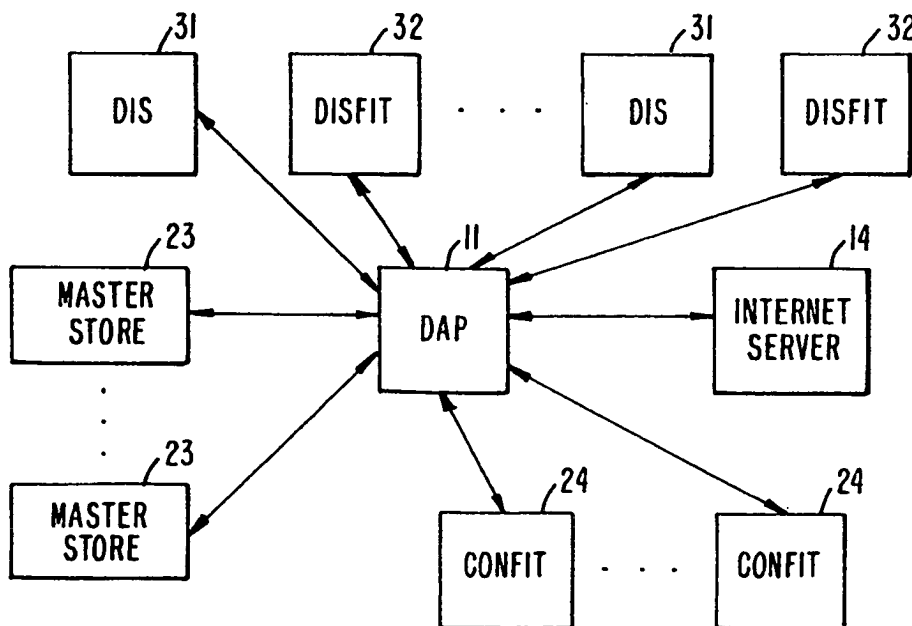 31
32
31
32
DIS
DISFIT
. . .
DIS
DISFIT
23
11
14
MASTER
STORE
DAP
INTERNET
SERVER
23
24
24
MASTER
STORE
CONFIT
. . .
CONFIT